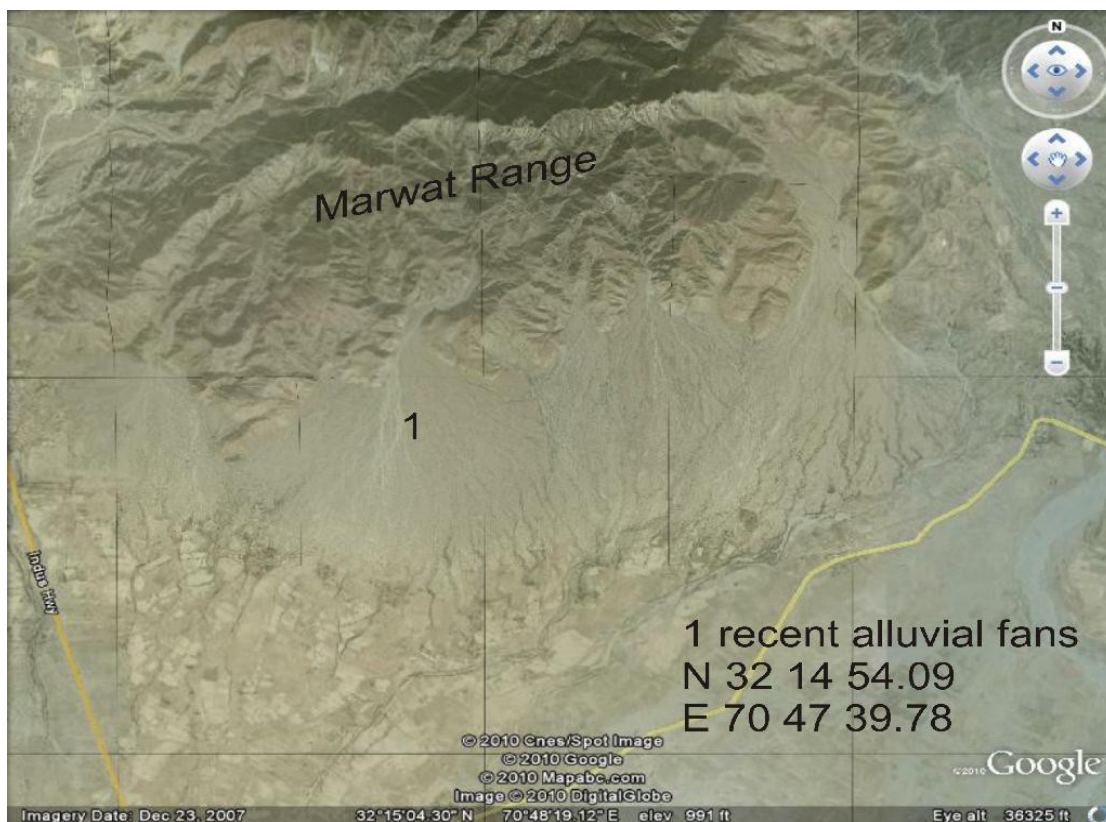 N
Marwat Range
1
Indus Hwy
1 recent alluvial fans
N 32 14 54.09
E 70 47 39.78
© 2010 Cnes/Spot Image
© 2010 Google
© 2010 Mapabc.com
Image © 2010 DigitalGlobe
©2010 Google
Imagery Date: Dec 23, 2007 32°15'04.30" N 70°48'19.12" E elev 991 ft Eye alt 36325 ft